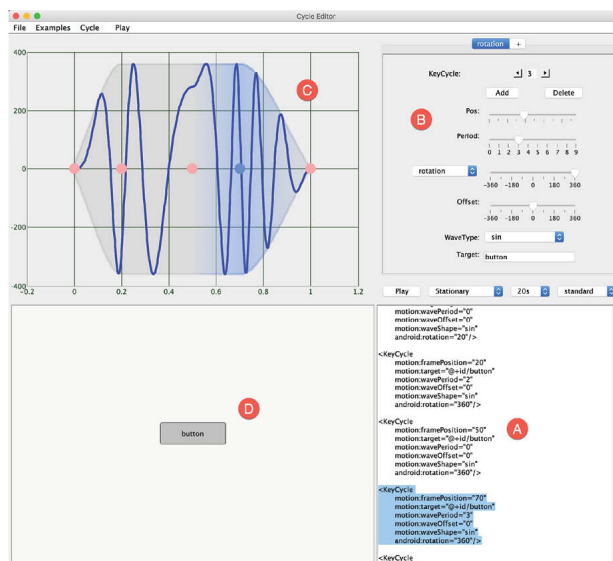 Cycle Editor
File Examples Cycle Play
400
200
0
-200
-400
-0.2 0 0.2 0.4 0.6 0.8 1 1.2
C
rotation +
KeyCycle: 3
Add Delete
B
Pos:
Period:
0 1 2 3 4 5 6 7 8 9
rotation
-360 -180 0 180 360
Offset:
-360 -180 0 180 360
WaveType: sin
Target: button
Play Stationary 20s standard
D
button
motion:wavePeriod="0"
motion:waveOffset="0"
motion:waveShape="sin"
android:rotation="20"/>
<KeyCycle
motion:framePosition="20"
motion:target="@+id/button"
motion:wavePeriod="2"
motion:waveOffset="0"
motion:waveShape="sin"
android:rotation="360"/>
<KeyCycle
motion:framePosition="50"
motion:target="@+id/button"
motion:wavePeriod="0"
motion:waveOffset="0"
motion:waveShape="sin"
android:rotation="360"/>
A
<KeyCycle
motion:framePosition="70"
motion:target="@+id/button"
motion:wavePeriod="3"
motion:waveOffset="0"
motion:waveShape="sin"
android:rotation="360"/>
<KeyCycle